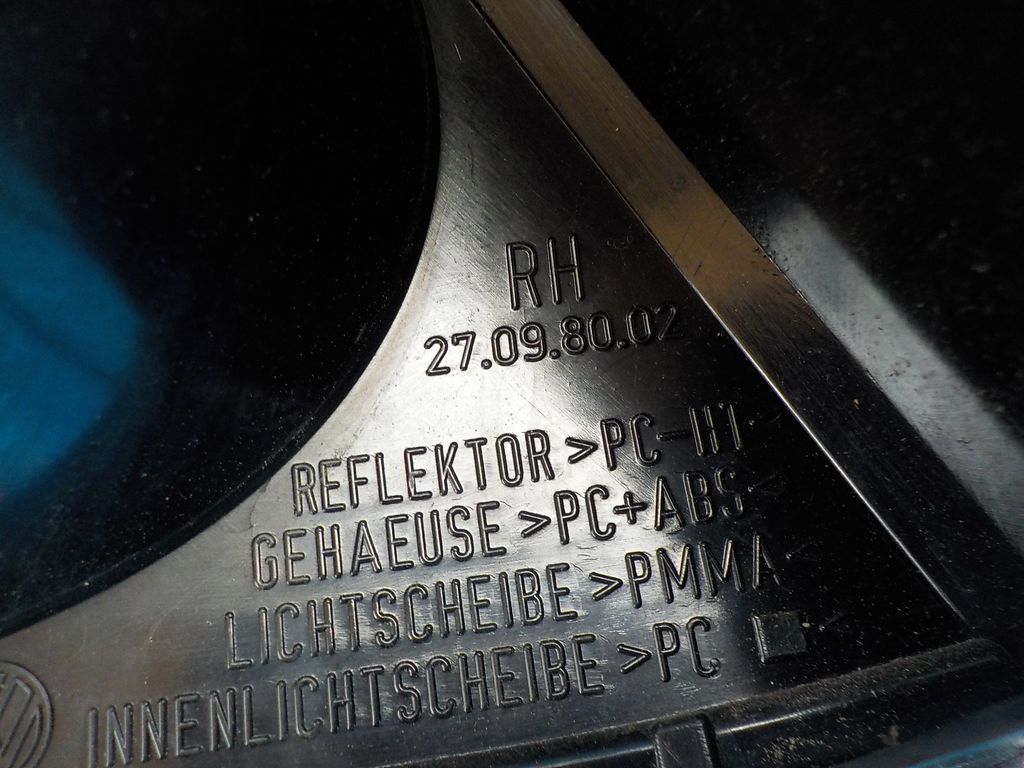 RH
27.09.80.02
REFLEKTOR >PC-HT
GEHAEUSE >PC+ABS<
LICHTSCHEIBE >PMMA<
INNENLICHTSCHEIBE >PC